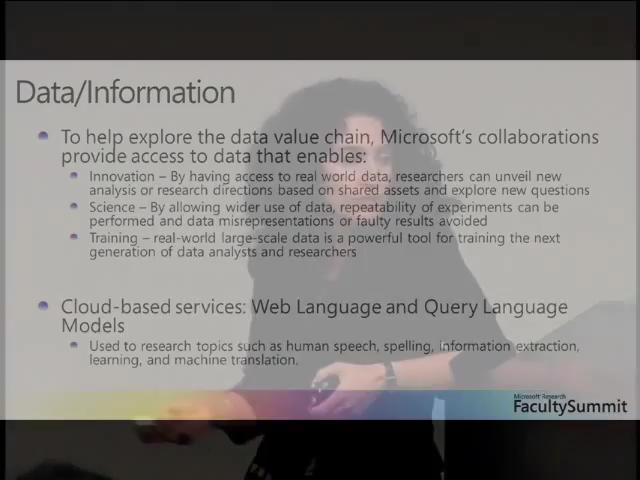 Data/Information
To help explore the data value chain, Microsoft's collaborations
provide access to data that enables:
Innovation – By having access to real world data, researchers can unveil new
analysis or research directions based on shared assets and explore new questions
Science – By allowing wider use of data, repeatability of experiments can be
performed and data misrepresentations or faulty results avoided
Training – real-world large-scale data is a powerful tool for training the next
generation of data analysts and researchers
Cloud-based services: Web Language and Query Language
Models
Used to research topics such as human speech, spelling, information extraction,
learning, and machine translation.
Microsoft Research
FacultySummit